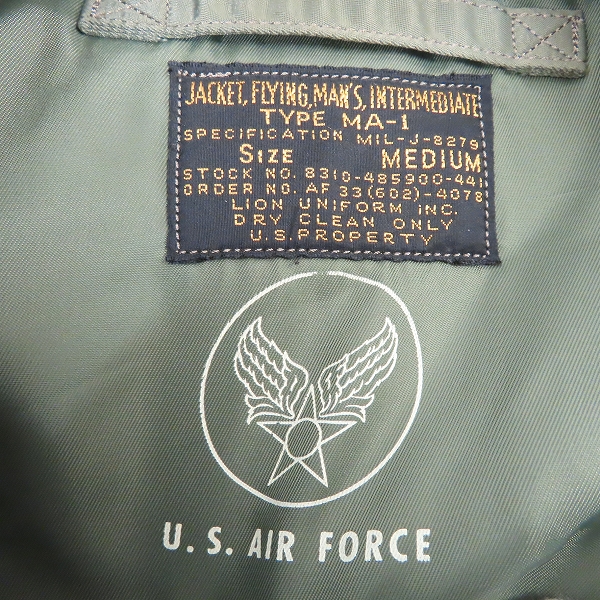 JACKET, FLYING, MAN'S, INTERMEDIATE
TYPE MA-1
SPECIFICATION MIL-J-8279
SIZE MEDIUM
STOCK NO. 8310-485900-441
ORDER NO. AF 33(602)-4078
LION UNIFORM INC.
DRY CLEAN ONLY
U.S. PROPERTY
U.S. AIR FORCE